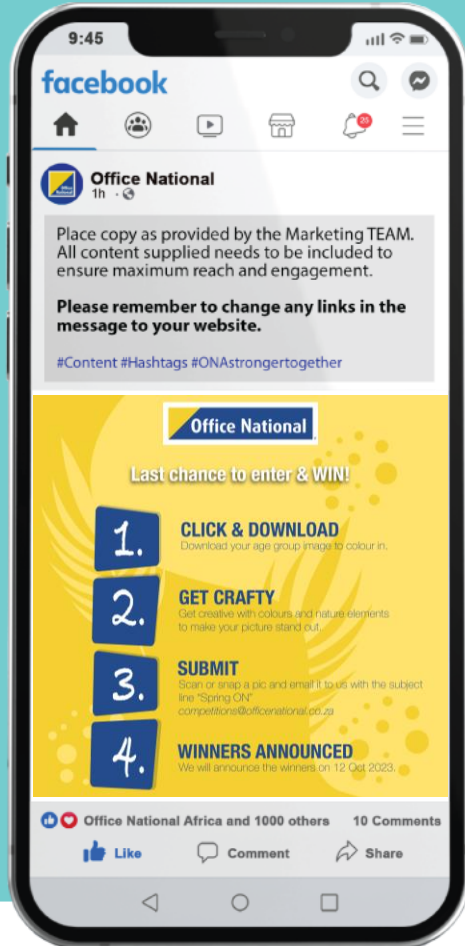 9:45
facebook
25
Office National
Office National
1h ·
Place copy as provided by the Marketing TEAM.
All content supplied needs to be included to
ensure maximum reach and engagement.
Please remember to change any links in the
message to your website.
#Content #Hashtags #ONAstrongertogether
Office National
Last chance to enter & WIN!
1.
CLICK & DOWNLOAD
Download your age group image to colour in.
2.
GET CRAFTY
Get creative with colours and nature elements
to make your picture stand out.
3.
SUBMIT
Scan or snap a pic and email it to us with the subject
line "Spring ON"
competitions@officenational.co.za
4.
WINNERS ANNOUNCED
We will announce the winners on 12 Oct 2023.
Office National Africa and 1000 others 10 Comments
Like Comment Share